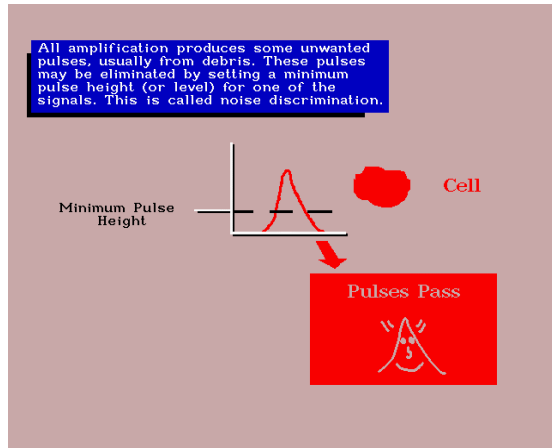 All amplification produces some unwanted
pulses, usually from debris. These pulses
may be eliminated by setting a minimum
pulse height (or level) for one of the
signals. This is called noise discrimination.
Cell
Minimum Pulse
Height
Pulses Pass